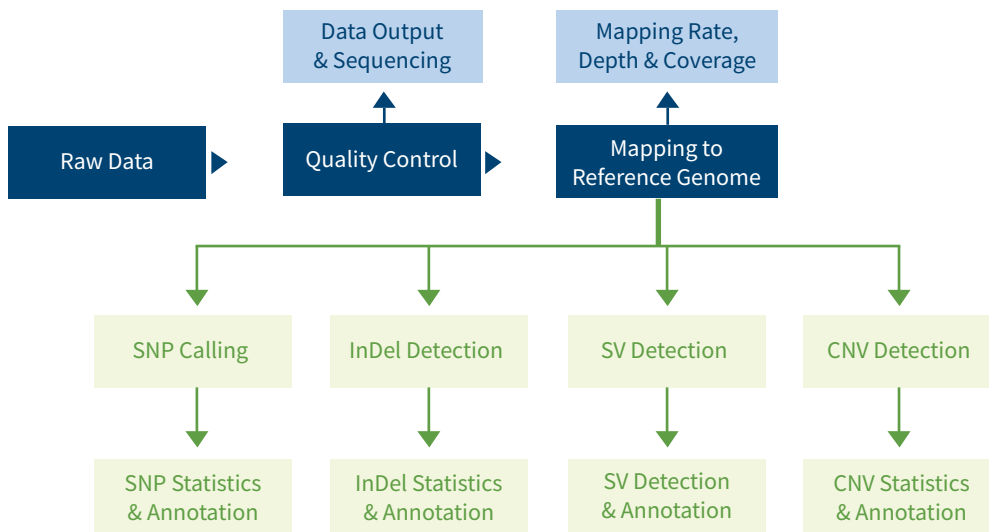 Data Output
& Sequencing
Mapping Rate,
Depth & Coverage
Raw Data
Quality Control
Mapping to
Reference Genome
SNP Calling
InDel Detection
SV Detection
CNV Detection
SNP Statistics
& Annotation
InDel Statistics
& Annotation
SV Detection
& Annotation
CNV Statistics
& Annotation